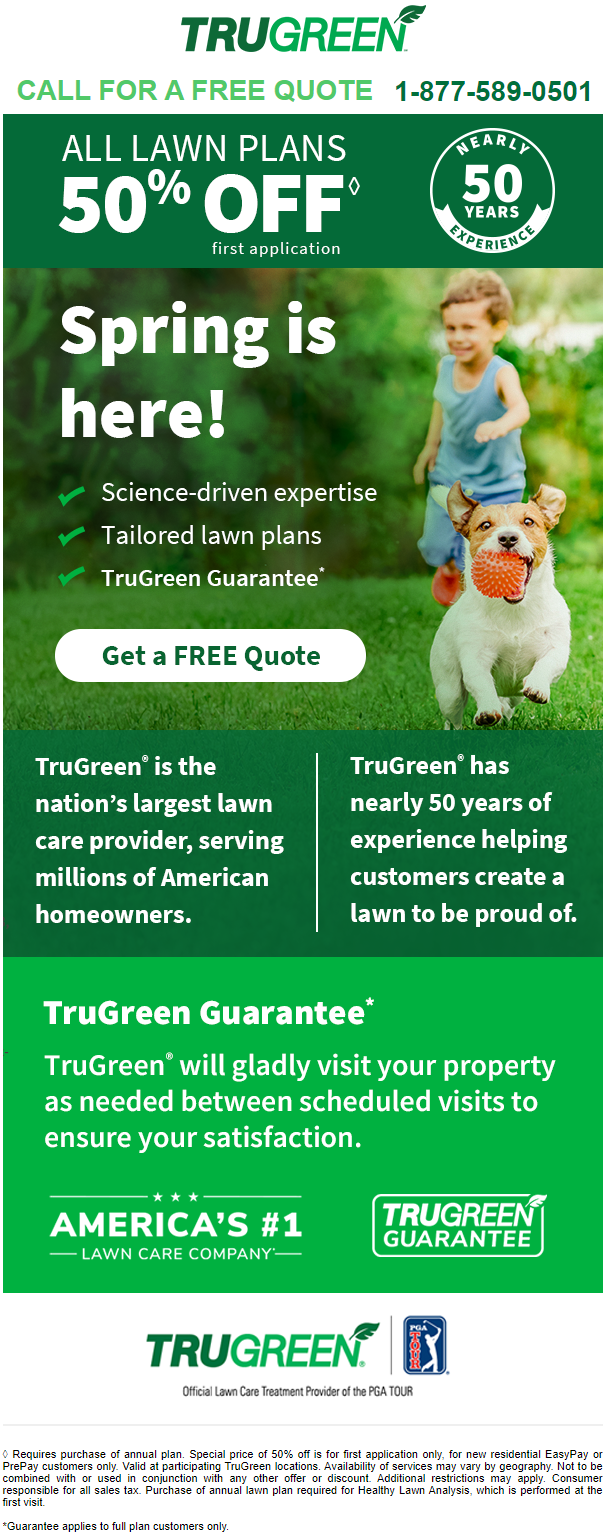 TRUGREEN
CALL FOR A FREE QUOTE 1-877-589-0501
ALL LAWN PLANS
50% OFF◊
first application
NEARLY
50
YEARS
EXPERIENCE
Spring is
here!
Science-driven expertise
Tailored lawn plans
TruGreen Guarantee*
Get a FREE Quote
TruGreen® is the
nation’s largest lawn
care provider, serving
millions of American
homeowners.
TruGreen® has
nearly 50 years of
experience helping
customers create a
lawn to be proud of.
TruGreen Guarantee*
TruGreen® will gladly visit your property
as needed between scheduled visits to
ensure your satisfaction.
AMERICA’S #1
LAWN CARE COMPANY
TRUGREEN
GUARANTEE
TRUGREEN®
PGA
TOUR
Official Lawn Care Treatment Provider of the PGA TOUR
◊ Requires purchase of annual plan. Special price of 50% off is for first application only, for new residential EasyPay or
PrePay customers only. Valid at participating TruGreen locations. Availability of services may vary by geography. Not to be
combined with or used in conjunction with any other offer or discount. Additional restrictions may apply. Consumer
responsible for all sales tax. Purchase of annual lawn plan required for Healthy Lawn Analysis, which is performed at the
first visit.
*Guarantee applies to full plan customers only.